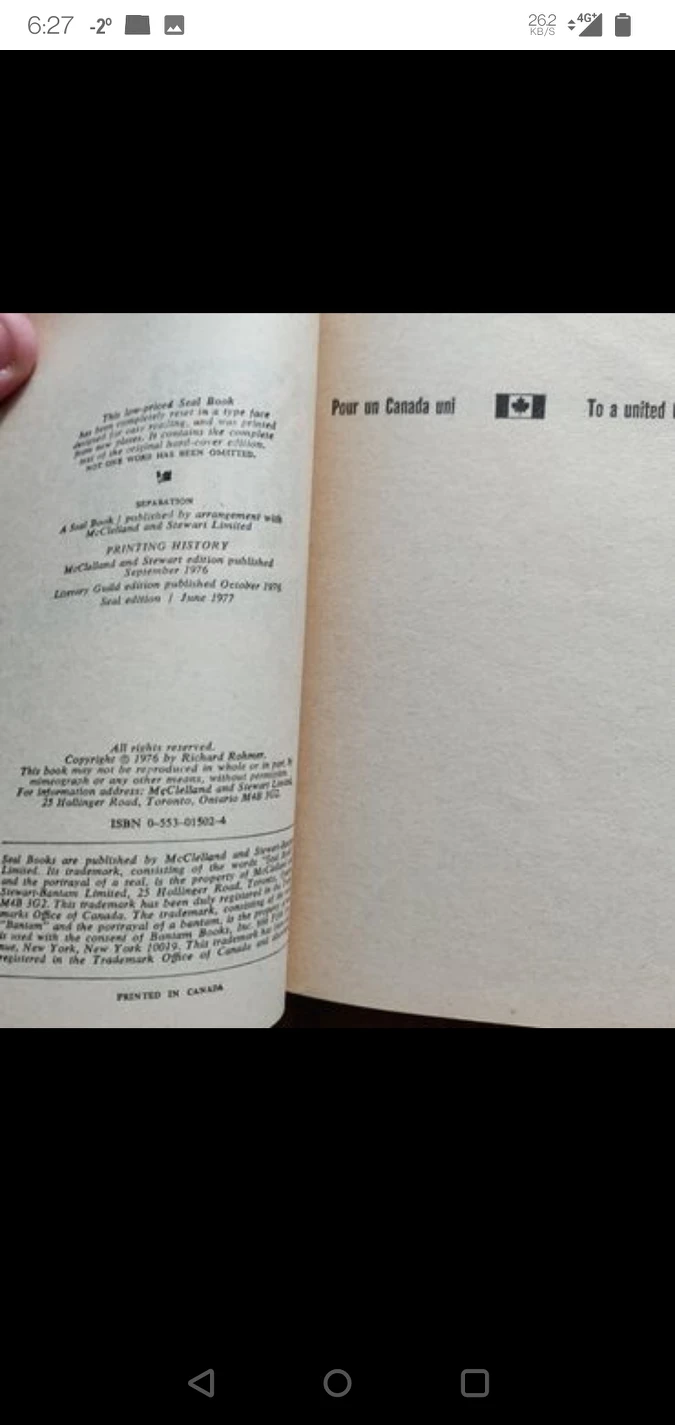 6:27 -2° 26.2 KB/S 4G+
This low-priced Seal Book
has been completely reset in a type face
designed for easy reading, and was printed
from new plates. It contains the complete
text of the original hard-cover edition.
NOT ONE WORD HAS BEEN OMITTED.
SEPARATION
A Seal Book / published by arrangement with
McClelland and Stewart Limited
PRINTING HISTORY
McClelland and Stewart edition published
September 1976
Literary Guild edition published October 1976
Seal edition / June 1977
All rights reserved.
Copyright © 1976 by Richard Rohmer.
This book may not be reproduced in whole or in part, by
mimeograph or any other means, without permission.
For information address: McClelland and Stewart Limited,
25 Hollinger Road, Toronto, Ontario M4B 3G2.
ISBN 0-553-01502-4
Seal Books are published by McClelland and Stewart-
Limited. Its trademark, consisting of the words "Seal
and the portrayal of a seal, is the property of McClelland
Stewart-Bantam Limited, 25 Hollinger Road, Toronto,
M4B 3G2. This trademark has been duly registered in the
marks Office of Canada. The trademark, consisting of the
"Bantam" and the portrayal of a bantam, is the property
is used with the consent of Bantam Books, Inc.
nue, New York, New York 10019. This trademark has
registered in the Trademark Office of Canada and
PRINTED IN CANADA
Pour un Canada uni To a united